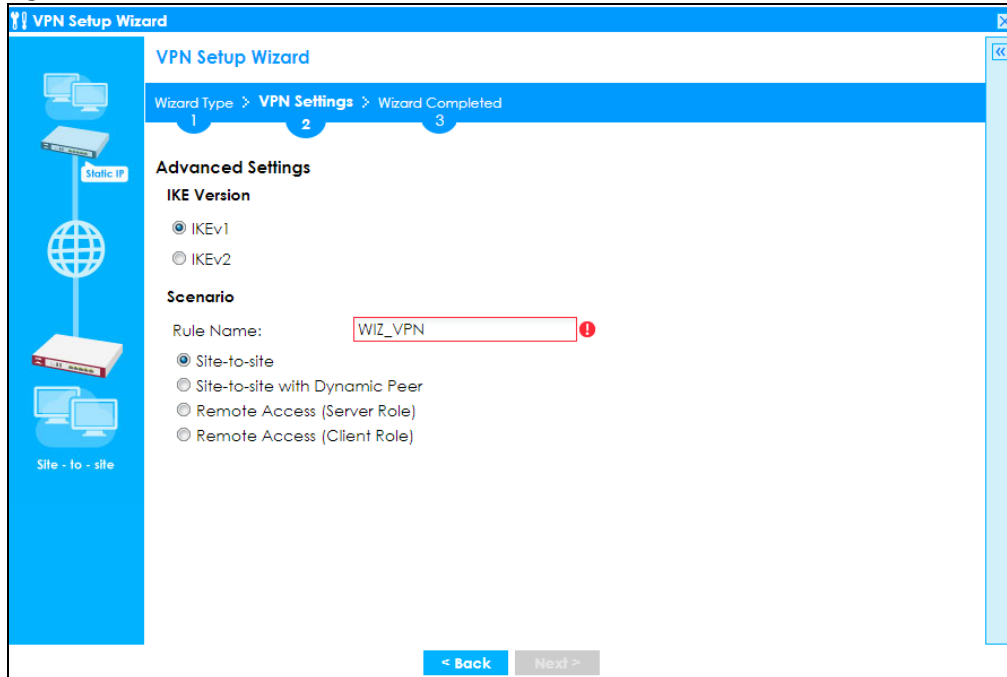 VPN Setup Wizard
VPN Setup Wizard
Wizard Type > VPN Settings > Wizard Completed
1 2 3
Static IP
Advanced Settings
IKE Version
IKEv1
IKEv2
Scenario
Rule Name: WIZ_VPN
Site-to-site
Site-to-site with Dynamic Peer
Remote Access (Server Role)
Remote Access (Client Role)
Site - to - site
< Back Next >